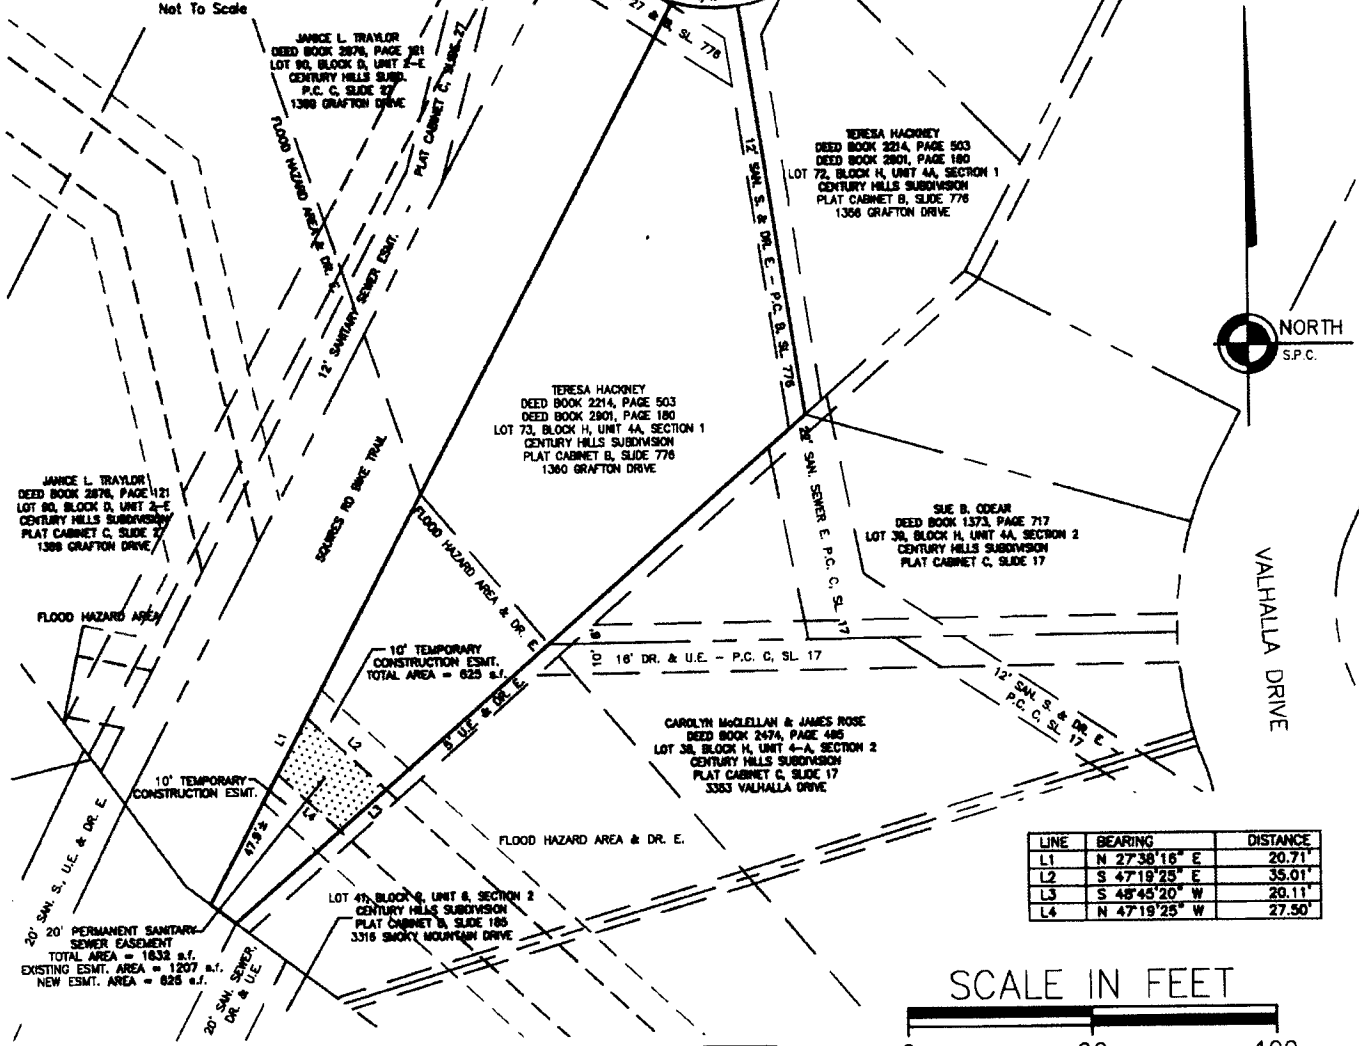 Not To Scale
JANICE L. TRAYLOR
DEED BOOK 2876, PAGE 121
LOT 90, BLOCK D, UNIT 2-E
CENTURY HILLS SUBD.
P.C. C, SLIDE 27
1388 GRAFTON DRIVE
PLAT CABINET C, SLIDE 27
27 & SL 776
FLOOD HAZARD AREA & DR.
12' SANITARY SEWER ESMT.
12' SAN. S. & DR. E. - P.C. B, SL 776
TERESA HACKNEY
DEED BOOK 2214, PAGE 503
DEED BOOK 2901, PAGE 180
LOT 72, BLOCK H, UNIT 4A, SECTION 1
CENTURY HILLS SUBDIVISION
PLAT CABINET B, SLIDE 776
1356 GRAFTON DRIVE
NORTH
S.P.C.
TERESA HACKNEY
DEED BOOK 2214, PAGE 503
DEED BOOK 2901, PAGE 180
LOT 73, BLOCK H, UNIT 4A, SECTION 1
CENTURY HILLS SUBDIVISION
PLAT CABINET B, SLIDE 776
1360 GRAFTON DRIVE
SQUIRES RD BIKE TRAIL
JANICE L. TRAYLOR
DEED BOOK 2876, PAGE 121
LOT 90, BLOCK D, UNIT 2-E
CENTURY HILLS SUBDIVISION
PLAT CABINET C, SLIDE 27
1388 GRAFTON DRIVE
FLOOD HAZARD AREA & DR. E.
SAN. SEWER E. P.C. C, SL 17
SUE B. ODEAR
DEED BOOK 1373, PAGE 717
LOT 39, BLOCK H, UNIT 4A, SECTION 2
CENTURY HILLS SUBDIVISION
PLAT CABINET C, SLIDE 17
VALHALLA DRIVE
FLOOD HAZARD AREA
10' TEMPORARY
CONSTRUCTION ESMT.
TOTAL AREA = 625 s.f.
6'
10'
16' DR. & U.E. - P.C. C, SL 17
12' SAN. S. & DR. E.
P.C. C, SL 17
U.E. & DR. E.
CAROLYN McCLELLAN & JAMES ROSE
DEED BOOK 2474, PAGE 485
LOT 38, BLOCK H, UNIT 4-A, SECTION 2
CENTURY HILLS SUBDIVISION
PLAT CABINET C, SLIDE 17
3353 VALHALLA DRIVE
L1
L2
L3
L4
10' TEMPORARY
CONSTRUCTION ESMT.
47.9'±
FLOOD HAZARD AREA & DR. E.
20' SAN. S., U.E. & DR. E.
LOT 41, BLOCK UNIT 6, SECTION 2
CENTURY HILLS SUBDIVISION
PLAT CABINET B, SLIDE 185
3316 SMOKY MOUNTAIN DRIVE
20' PERMANENT SANITARY
SEWER EASEMENT
TOTAL AREA = 1832 s.f.
EXISTING ESMT. AREA = 1207 s.f.
NEW ESMT. AREA = 625 s.f.
20' SAN. SEWER,
DR. & U.E.
LINE BEARING DISTANCE
L1 N 27°38'16" E 20.71'
L2 S 47°19'25" E 35.01'
L3 S 48°45'20" W 20.11'
L4 N 47°19'25" W 27.50'
SCALE IN FEET